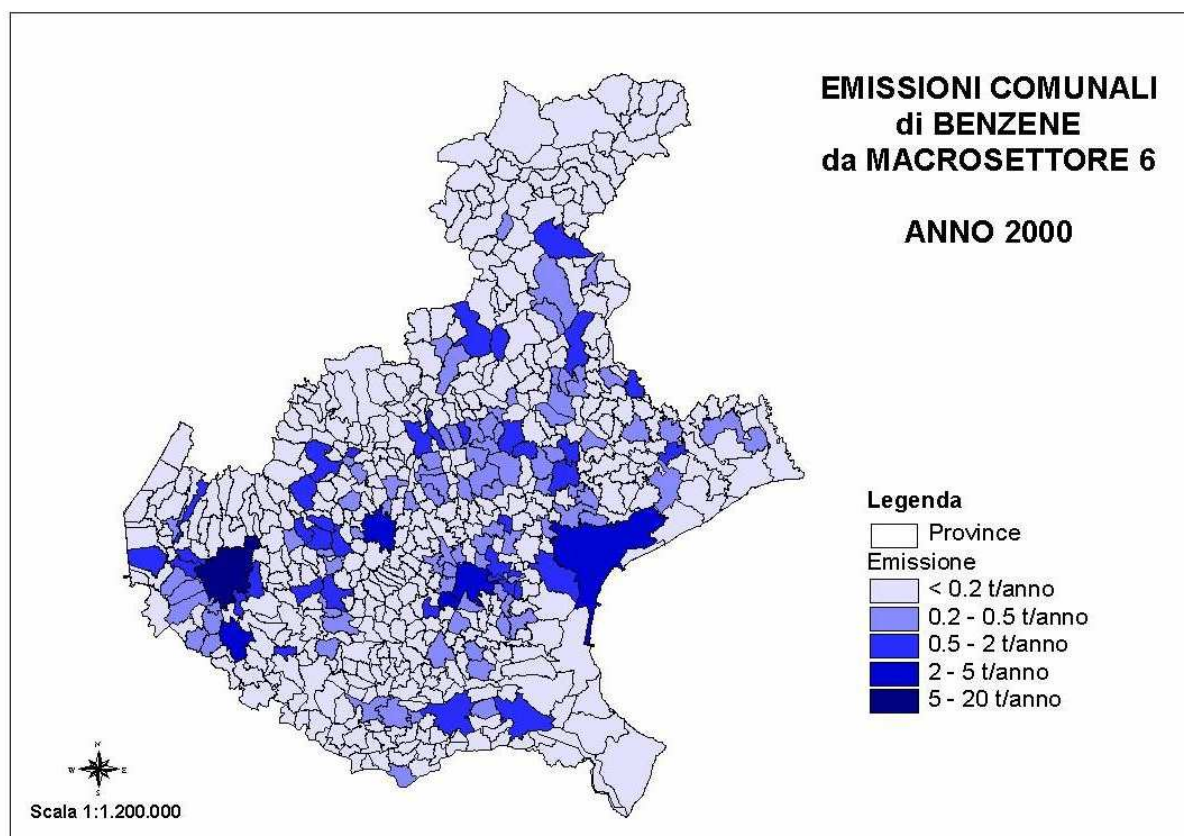 EMISSIONI COMUNALI
di BENZENE
da MACROSETTORE 6
ANNO 2000
Legenda
Province
Emissione
< 0.2 t/anno
0.2 - 0.5 t/anno
0.5 - 2 t/anno
2 - 5 t/anno
5 - 20 t/anno
N
W E
S
Scala 1:1.200.000